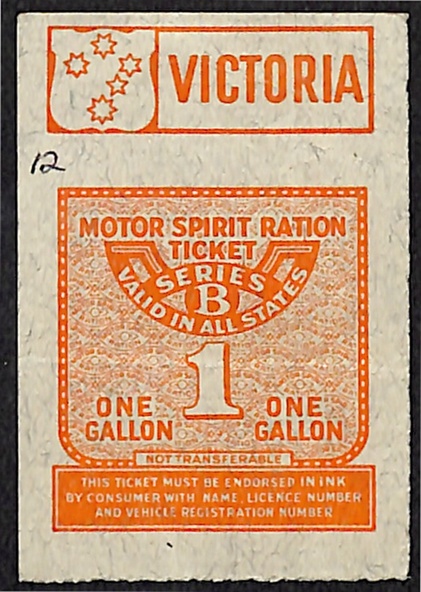 VICTORIA
12
MOTOR SPIRIT RATION
TICKET
SERIES
B
VALID IN ALL STATES
1
ONE GALLON
ONE GALLON
NOT TRANSFERABLE
THIS TICKET MUST BE ENDORSED IN INK
BY CONSUMER WITH NAME, LICENCE NUMBER
AND VEHICLE REGISTRATION NUMBER